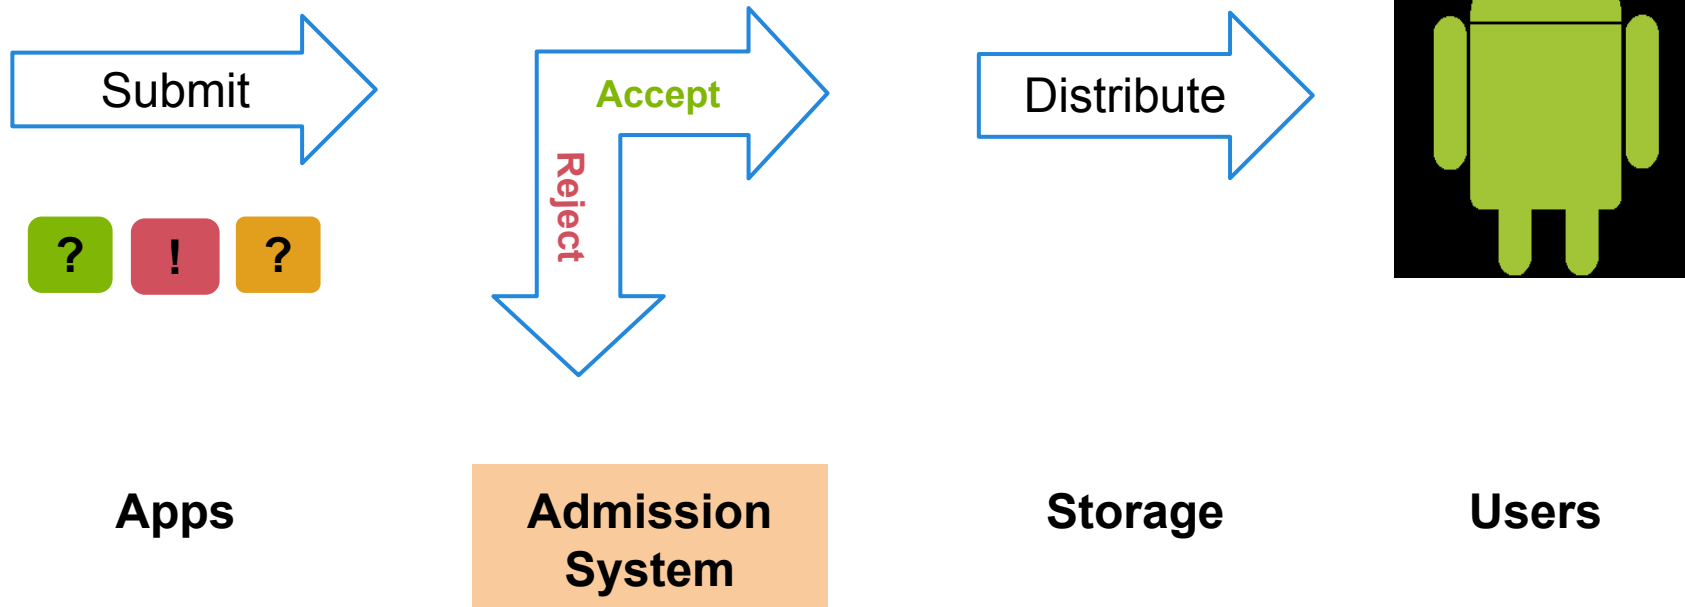 Submit
Accept
Reject
Distribute
?
!
?
Apps
Admission
System
Storage
Users